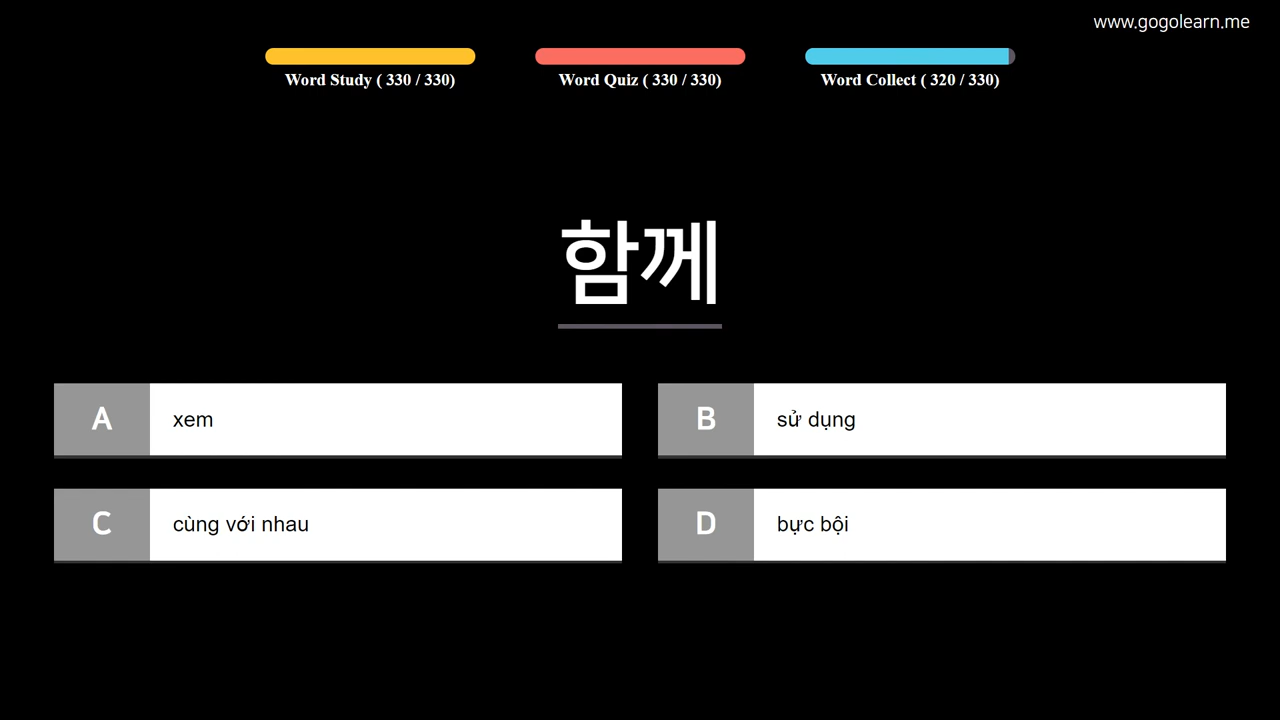 www.gogolearn.me
Word Study ( 330 / 330)
Word Quiz ( 330 / 330)
Word Collect ( 320 / 330)
함께
A xem
B sử dụng
C cùng với nhau
D bực bội